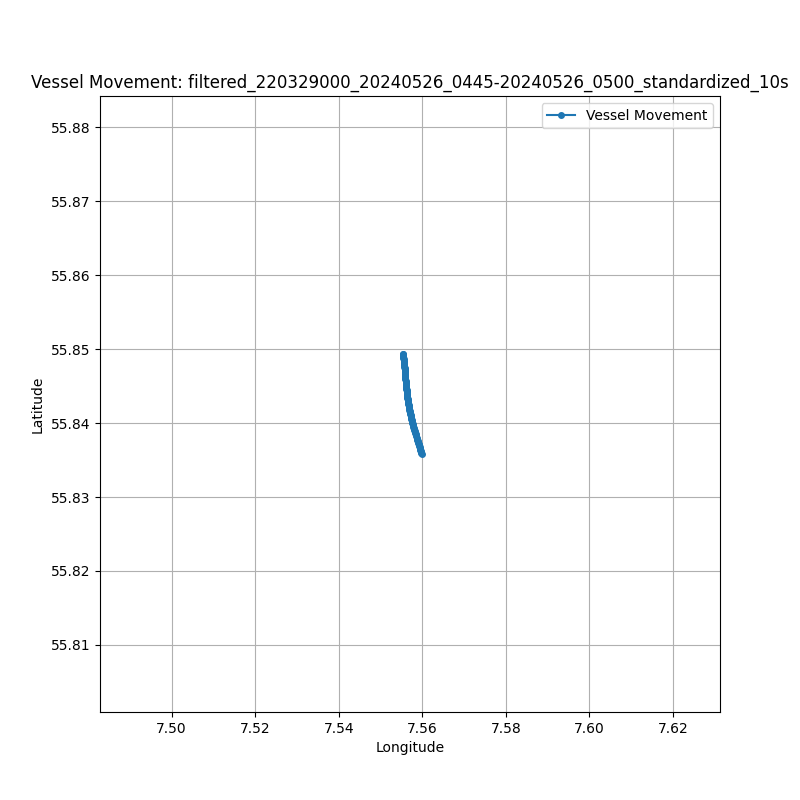 Vessel Movement: filtered_220329000_20240526_0445-20240526_0500_standardized_10s
Vessel Movement
55.88
55.87
55.86
55.85
55.84
55.83
55.82
55.81
Latitude
7.50 7.52 7.54 7.56 7.58 7.60 7.62
Longitude